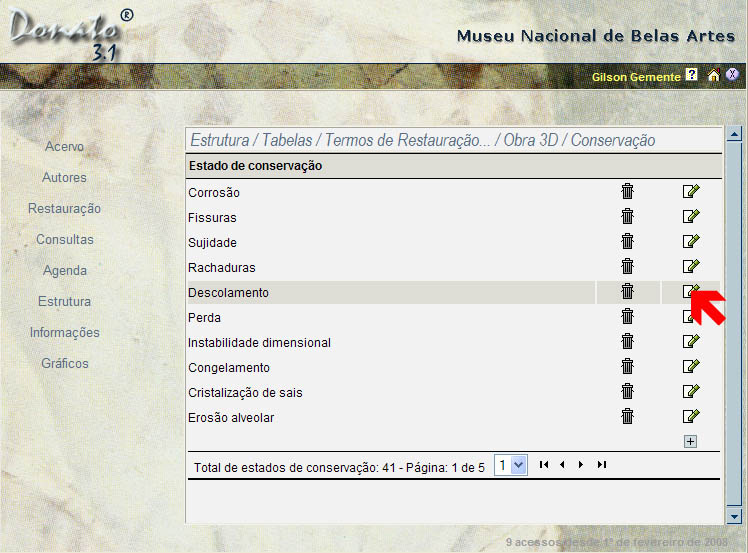 Donato®
3.1
Museu Nacional de Belas Artes
Gilson Gemente ? X
Acervo
Autores
Restauração
Consultas
Agenda
Estrutura
Informações
Gráficos
Estrutura / Tabelas / Termos de Restauração... / Obra 3D / Conservação
Estado de conservação
Corrosão
Fissuras
Sujidade
Rachaduras
Descolamento
Perda
Instabilidade dimensional
Congelamento
Cristalização de sais
Erosão alveolar
Total de estados de conservação: 41 - Página: 1 de 5 1
9 acessos desde 1º de fevereiro de 2008